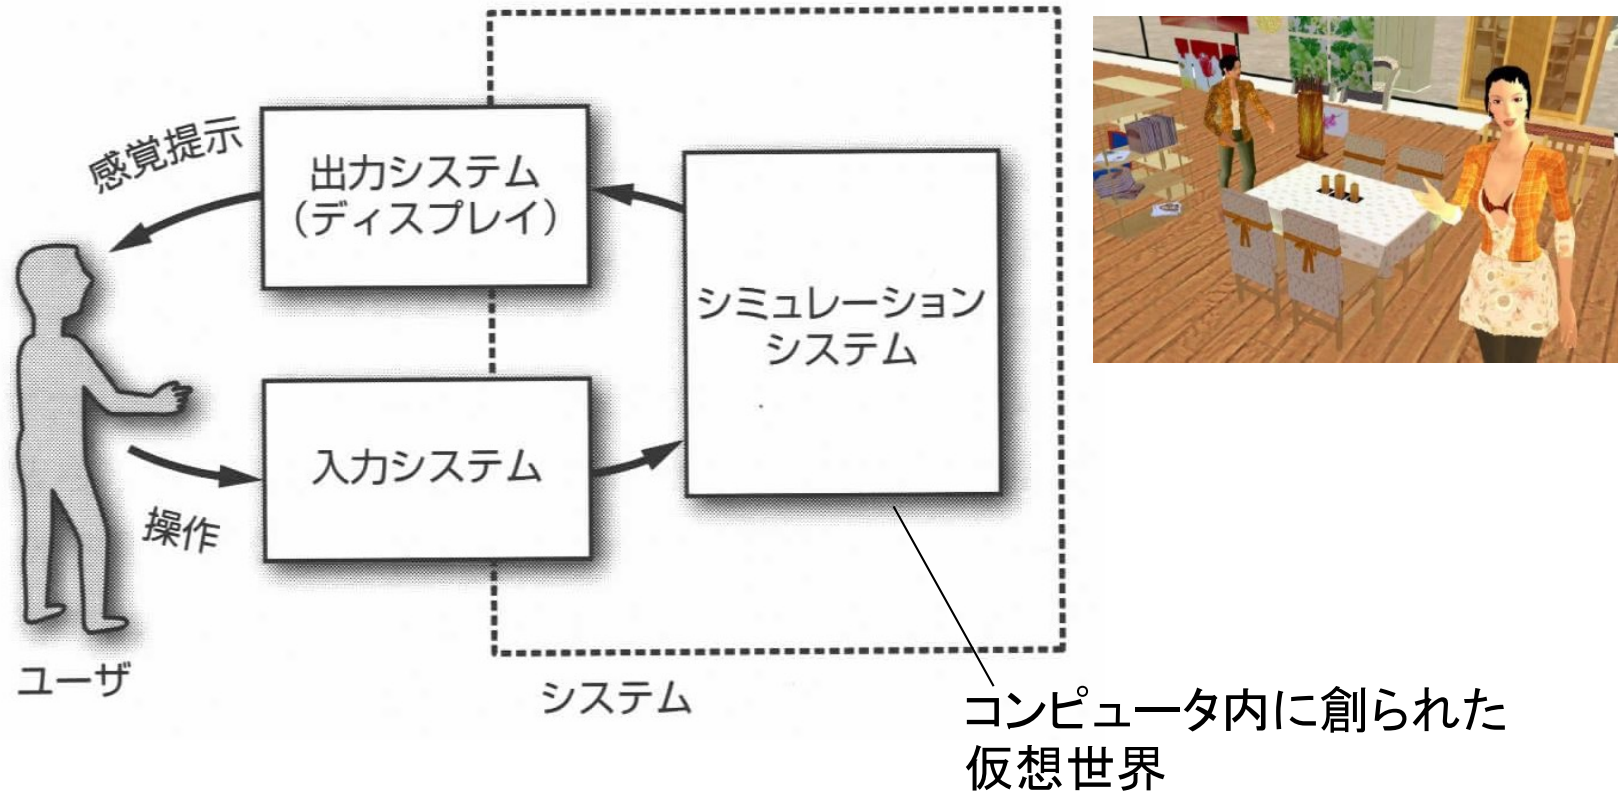 感覚提示
出力システム
（ディスプレイ）
シミュレーション
システム
入力システム
操作
ユーザ
システム
コンピュータ内に創られた
仮想世界